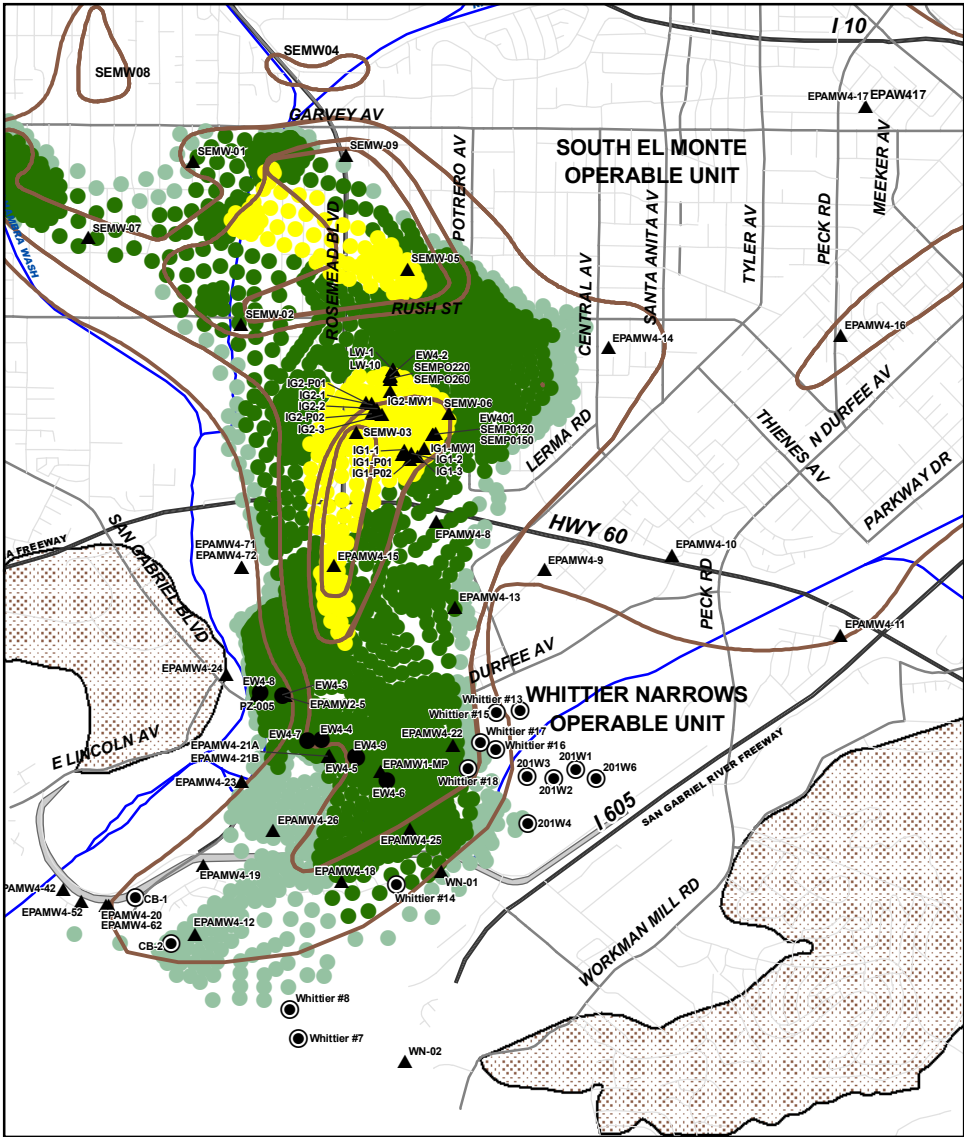 I 10
SEMW04
SEMW08
EPAMW4-17
EPAW417
GARVEY AV
SEMW-01
SEMW-09
SOUTH EL MONTE
OPERABLE UNIT
MEEKER AV
POTRERO AV
SANTA ANITA AV
TYLER AV
PECK RD
SEMW-07
WASH
ROSEMEAD BLVD
SEMW-05
CENTRAL AV
RUSH ST
SEMW-02
EPAMW4-14
EPAMW4-16
LW-1
LW-10
EW4-2
SEMPO220
SEMPO260
IG2-P01
IG2-1
IG2-2
IG2-P02
IG2-3
IG2-MW1
SEMW-06
SEMW-03
EW401
SEMP0120
SEMP0150
IG1-1
IG1-P01
IG1-P02
IG1-MW1
IG1-2
IG1-3
LERMA RD
THIENES AV
N DURFEE AV
PARKWAY DR
SAN GABRIEL BLVD
A FREEWAY
HWY 60
EPAMW4-8
EPAMW4-71
EPAMW4-72
EPAMW4-15
EPAMW4-9
EPAMW4-10
PECK RD
EPAMW4-13
EPAMW4-11
DURFEE AV
EPAMW4-24
EW4-8
PZ-005
EW4-3
EPAMW2-5
WHITTIER NARROWS
OPERABLE UNIT
Whittier #13
Whittier #15
Whittier #17
Whittier #16
Whittier #18
E LINCOLN AV
EW4-7
EW4-4
EW4-9
EPAMW4-21A
EPAMW4-21B
EW4-5
EPAMW4-22
EPAMW1-MP
EW4-6
EPAMW4-23
201W3
201W1
201W2
201W6
201W4
I 605
SAN GABRIEL RIVER FREEWAY
EPAMW4-26
EPAMW4-25
EPAMW4-19
EPAMW4-18
WN-01
Whittier #14
PAMW4-42
EPAMW4-52
CB-1
EPAMW4-20
EPAMW4-62
EPAMW4-12
CB-2
WORKMAN MILL RD
Whittier #8
Whittier #7
WN-02